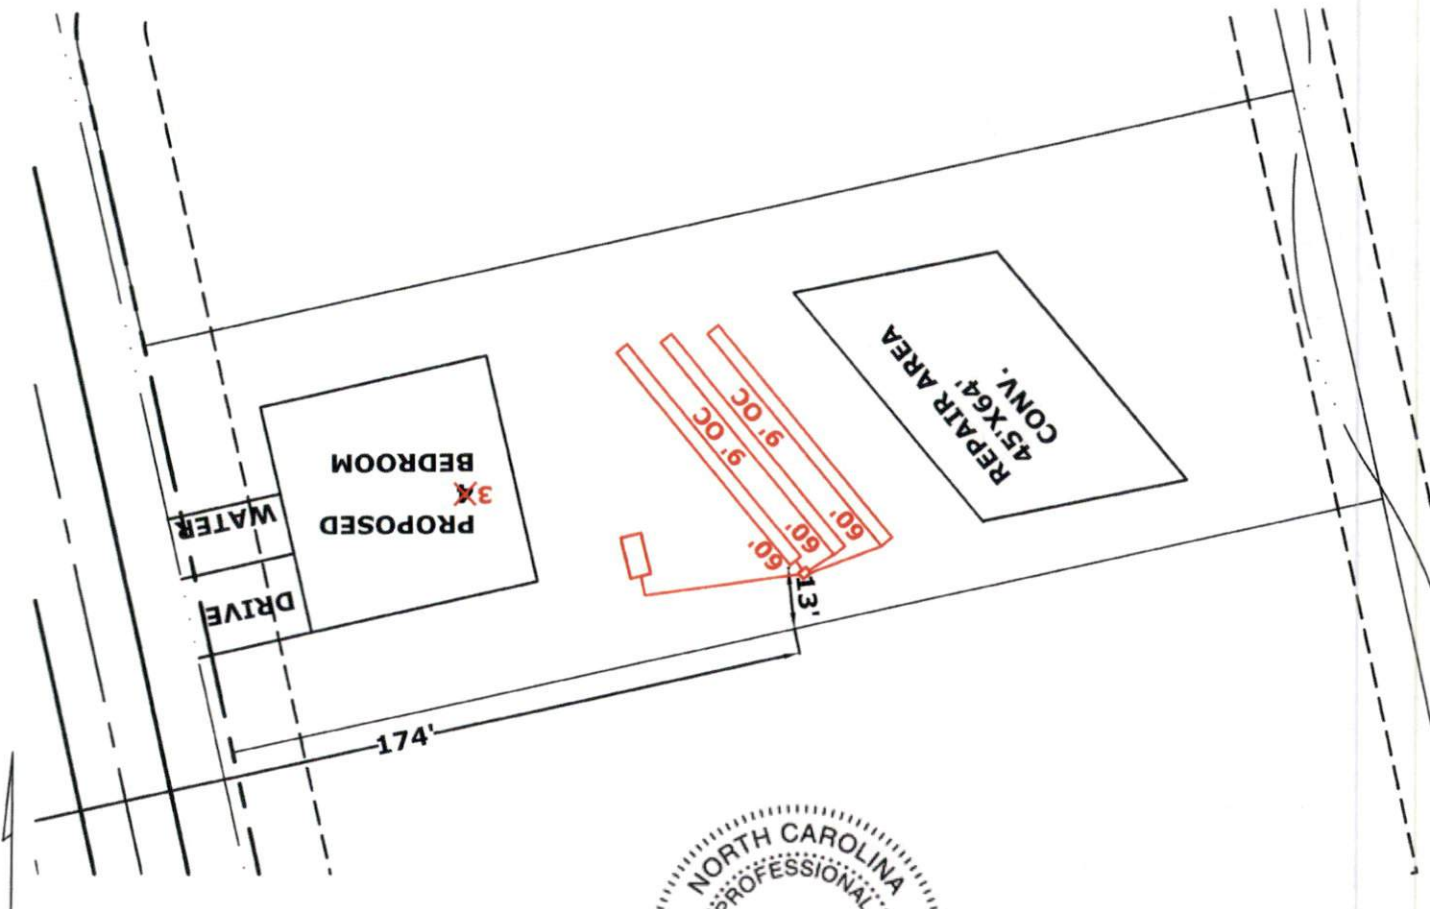 WATER
DRIVE
PROPOSED
3
BEDROOM
9' OC
9' OC
60'
60'
60'
13'
174'
REPAIR AREA
45'X64'
CONV.
NORTH CAROLINA
PROFESSIONAL